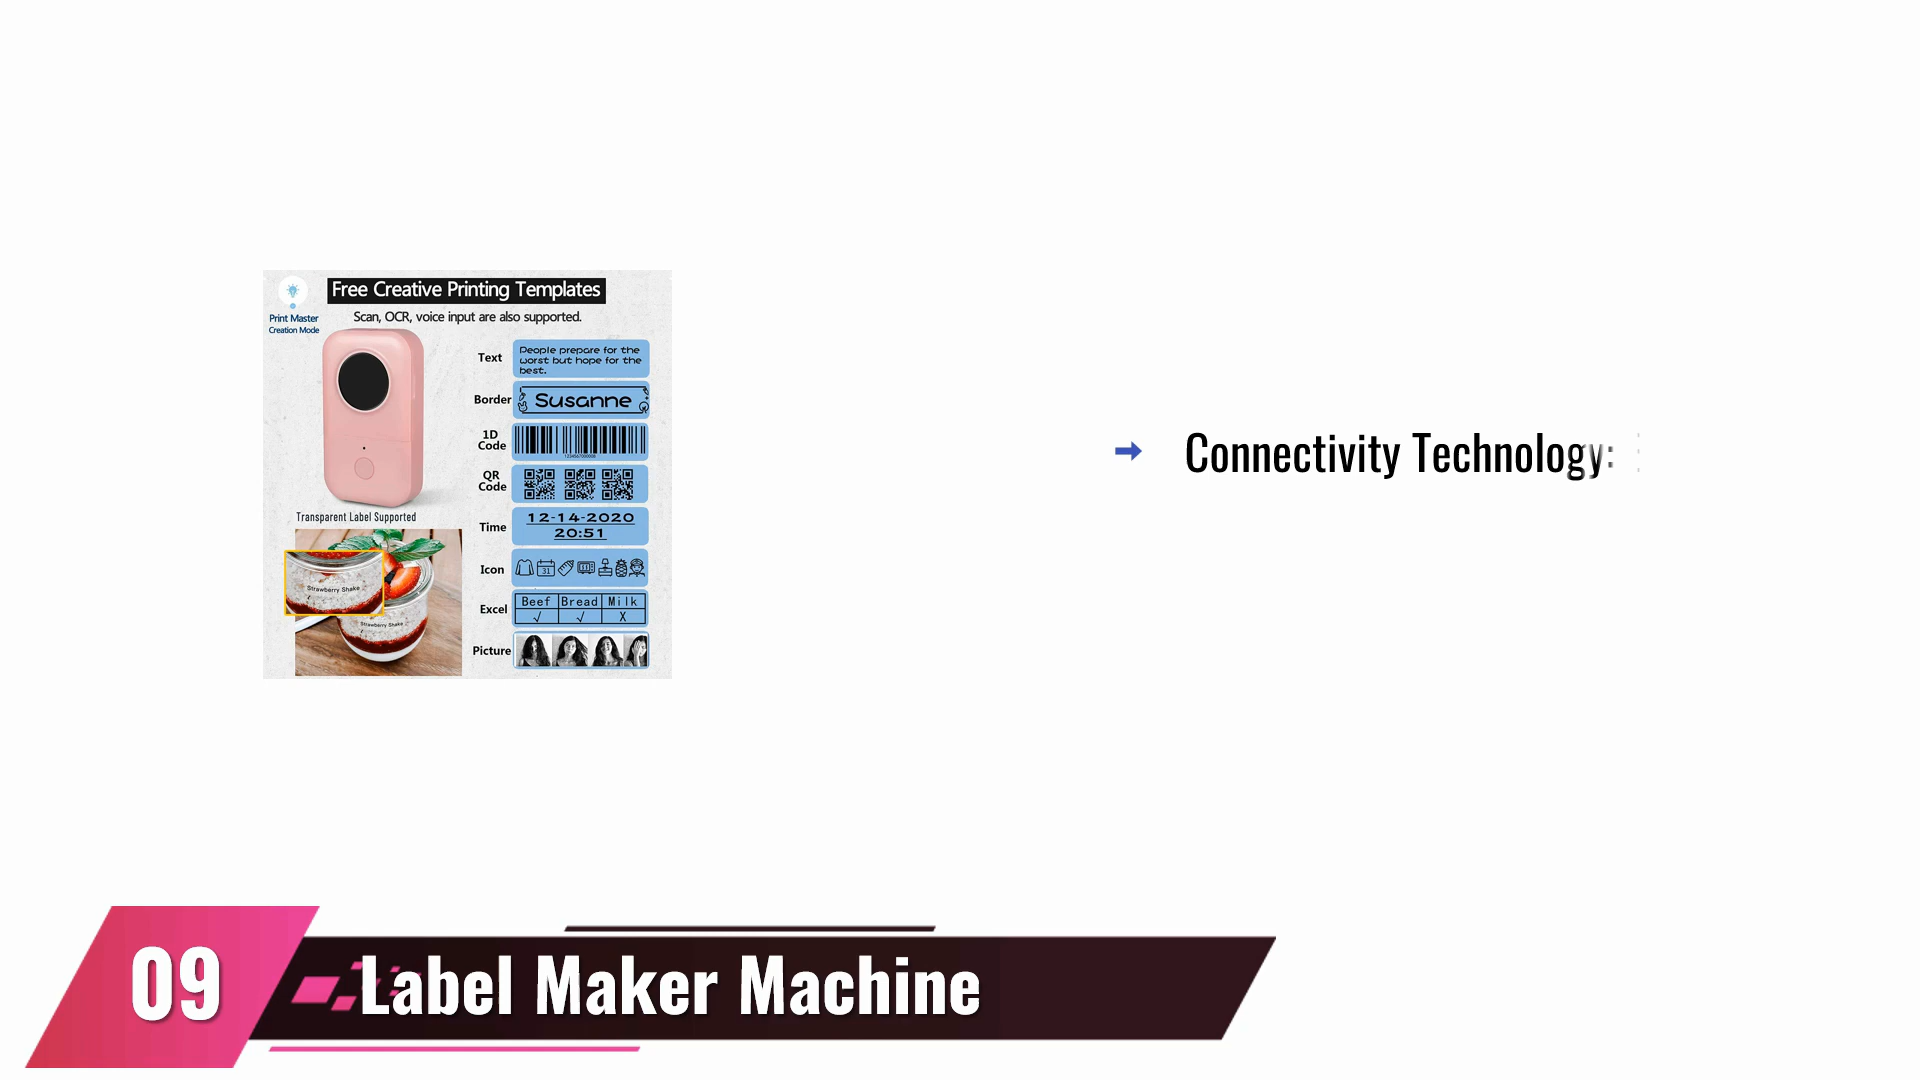 Free Creative Printing Templates
Print Master
Creation Mode
Scan, OCR, voice input are also supported.
Text
People prepare for the
worst but hope for the
best.
Border
Susanne
1D
Code
QR
Code
Transparent Label Supported
Time
12-14-2020
20:51
Icon
31
Strawberry Shake
Strawberry Shake
Excel
Beef Bread Milk
√ √ X
Picture
Connectivity Technology:
09
Label Maker Machine